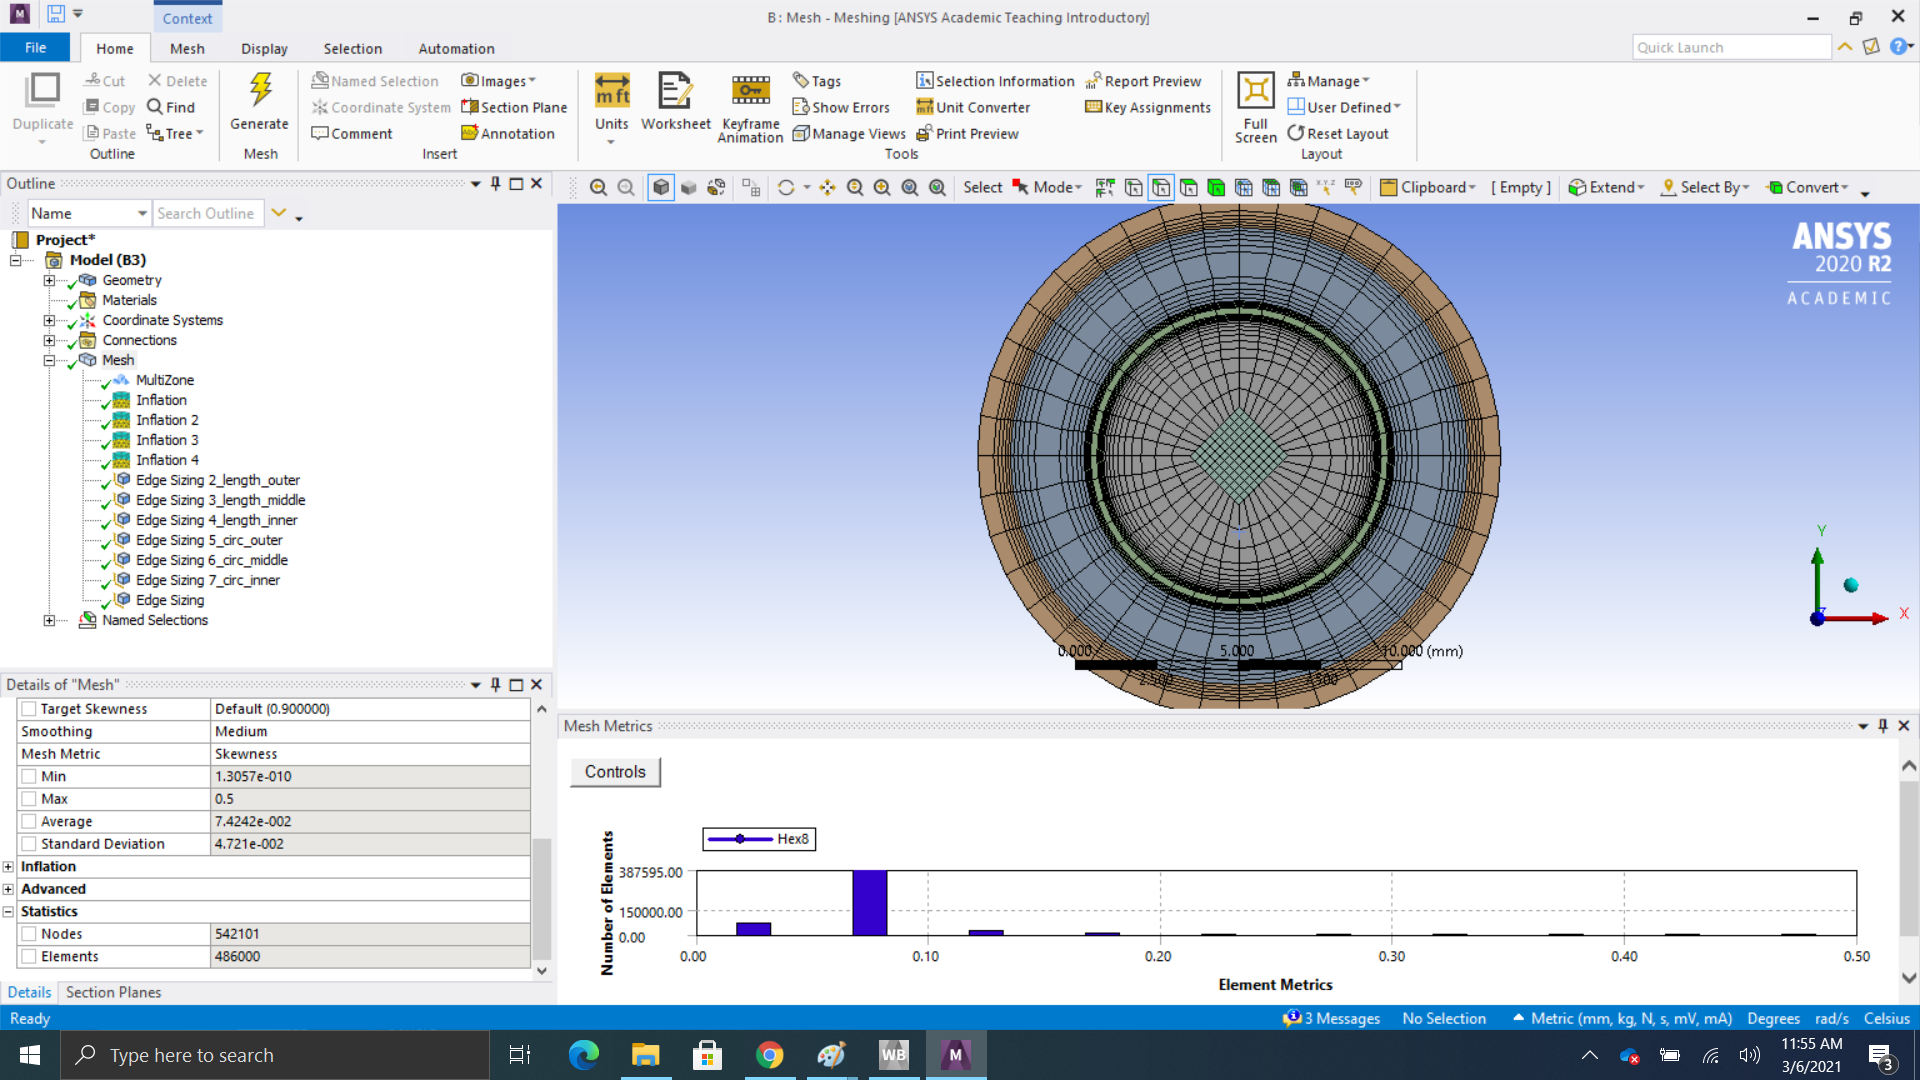 Context
B : Mesh - Meshing [ANSYS Academic Teaching Introductory]
File Home Mesh Display Selection Automation
Quick Launch
Duplicate
Cut
Copy
Paste
Delete
Find
Tree
Outline
Generate
Mesh
Named Selection
Coordinate System
Comment
Images
Section Plane
Annotation
Insert
Units
Worksheet
Keyframe
Animation
Tags
Show Errors
Manage Views
Selection Information
Unit Converter
Print Preview
Report Preview
Key Assignments
Tools
Full
Screen
Manage
User Defined
Reset Layout
Layout
Outline
Name Search Outline
Select Mode Clipboard [ Empty ] Extend Select By Convert
Project*
Model (B3)
Geometry
Materials
Coordinate Systems
Connections
Mesh
MultiZone
Inflation
Inflation 2
Inflation 3
Inflation 4
Edge Sizing 2_length_outer
Edge Sizing 3_length_middle
Edge Sizing 4_length_inner
Edge Sizing 5_circ_outer
Edge Sizing 6_circ_middle
Edge Sizing 7_circ_inner
Edge Sizing
Named Selections
ANSYS
2020 R2
ACADEMIC
Y
Z
X
0.000 5.000 10.000 (mm)
2.500
Details of "Mesh"
Target Skewness Default (0.900000)
Smoothing Medium
Mesh Metric Skewness
Min 1.3057e-010
Max 0.5
Average 7.4242e-002
Standard Deviation 4.721e-002
Inflation
Advanced
Statistics
Nodes 542101
Elements 486000
Details Section Planes
Mesh Metrics
Controls
Hex8
Number of Elements
387595.00
150000.00
0.00
0.00 0.10 0.20 0.30 0.40 0.50
Element Metrics
Ready 3 Messages No Selection Metric (mm, kg, N, s, mV, mA) Degrees rad/s Celsius
Type here to search
WB
M
11:55 AM
3/6/2021
3